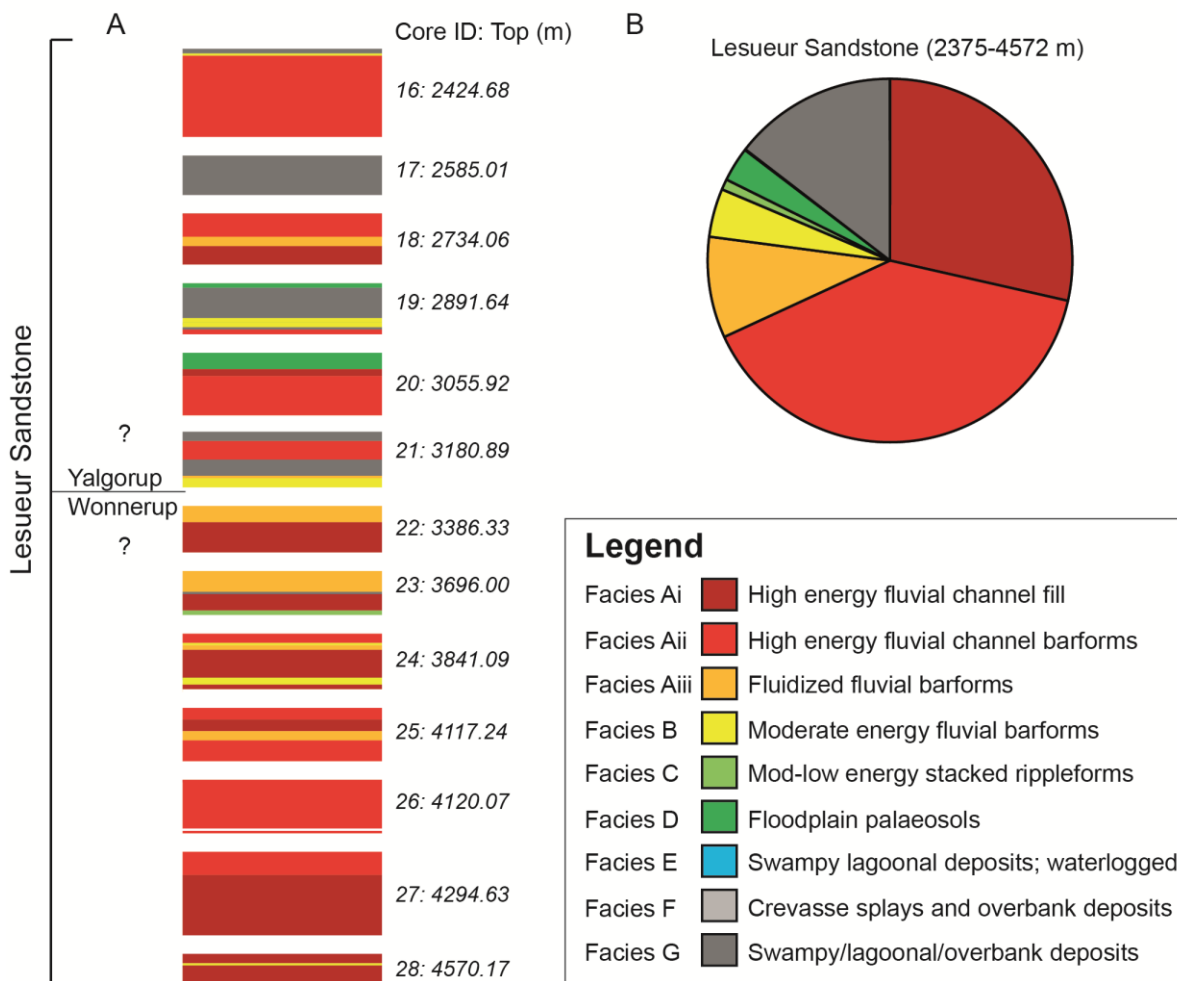 A
Core ID: Top (m)
Lesueur Sandstone
16: 2424.68
17: 2585.01
18: 2734.06
19: 2891.64
20: 3055.92
?
21: 3180.89
Yalgorup
Wonnerup
?
22: 3386.33
23: 3696.00
24: 3841.09
25: 4117.24
26: 4120.07
27: 4294.63
28: 4570.17
B
Lesueur Sandstone (2375-4572 m)
Legend
Facies Ai High energy fluvial channel fill
Facies Aii High energy fluvial channel barforms
Facies Aiii Fluidized fluvial barforms
Facies B Moderate energy fluvial barforms
Facies C Mod-low energy stacked rippleforms
Facies D Floodplain palaeosols
Facies E Swampy lagoonal deposits; waterlogged
Facies F Crevasse splays and overbank deposits
Facies G Swampy/lagoonal/overbank deposits